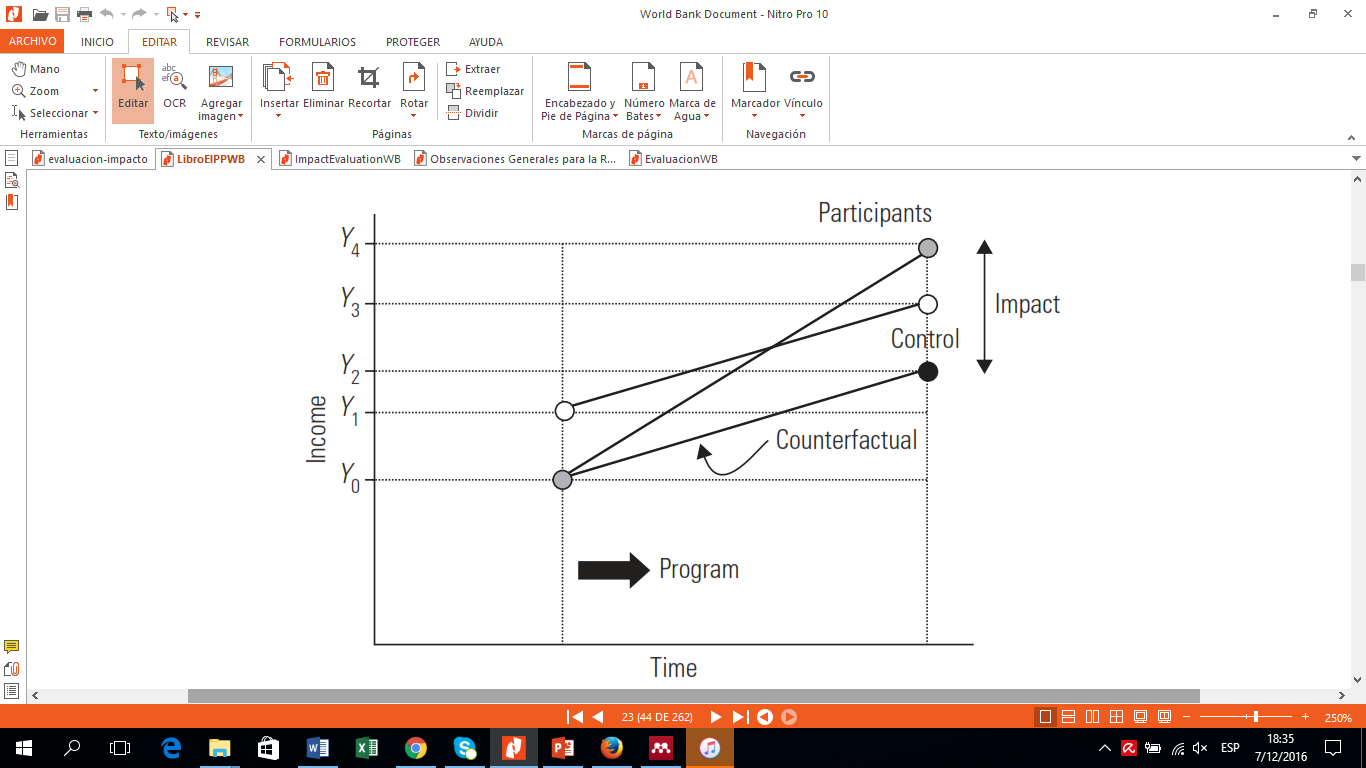 World Bank Document - Nitro Pro 10
ARCHIVO INICIO EDITAR REVISAR FORMULARIOS PROTEGER AYUDA
Mano
Zoom
Seleccionar
Herramientas
Editar
OCR
Agregar
imagen
Texto/imágenes
Insertar
Eliminar
Recortar
Rotar
Extraer
Reemplazar
Dividir
Páginas
Encabezado y
Pie de Página
Número
Bates
Marca de
Agua
Marcas de página
Marcador
Vínculo
Navegación
evaluacion-impacto LibroEIPPWB ImpactEvaluationWB Observaciones Generales para la R... EvaluacionWB
Participants
Y4
Y3
Impact
Control
Y2
Y1
Income
Counterfactual
Y0
Program
Time
23 (44 DE 262)
250%
ESP
18:35
7/12/2016